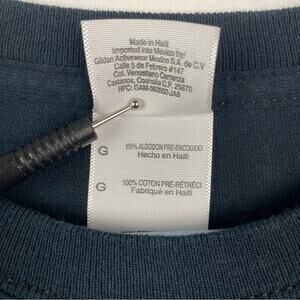 Made in Haiti
Imported into Mexico by:
Gildan Activewear Mexico S.A. de C.V
Calle 5 de Febrero #147
Col. Venustiano Carranza
Castanos, Coahuila C.P. 25870
RFC: GAM-060502-JA8
G
100% ALGODON PRE-ENCOGIDO
Hecho en Haití
G
100% COTON PRÉ-RÉTRÉCI
Fabriqué en Haïti